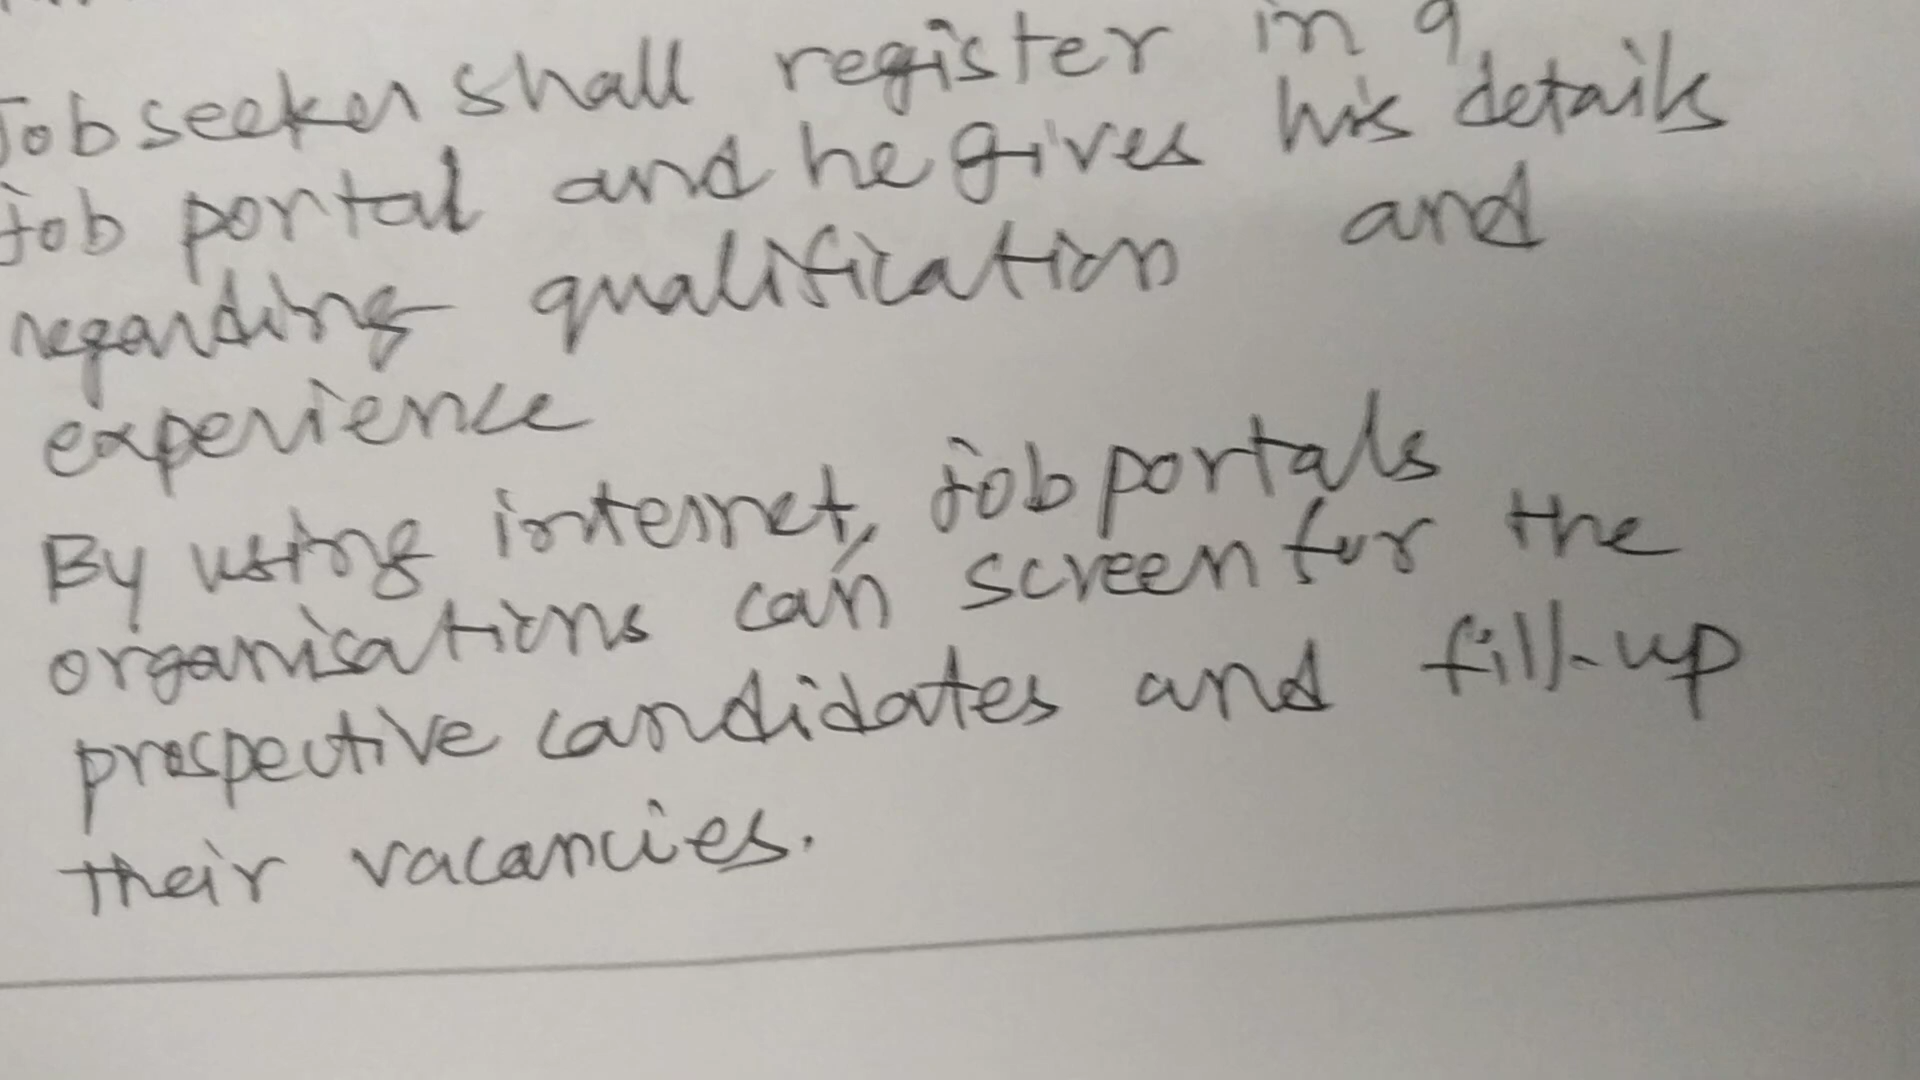 Job seeker shall register in a
job portal and he gives his details
regarding qualification and
experience
By using internet, job portals
organisations can screen for the
prospective candidates and fill-up
their vacancies.